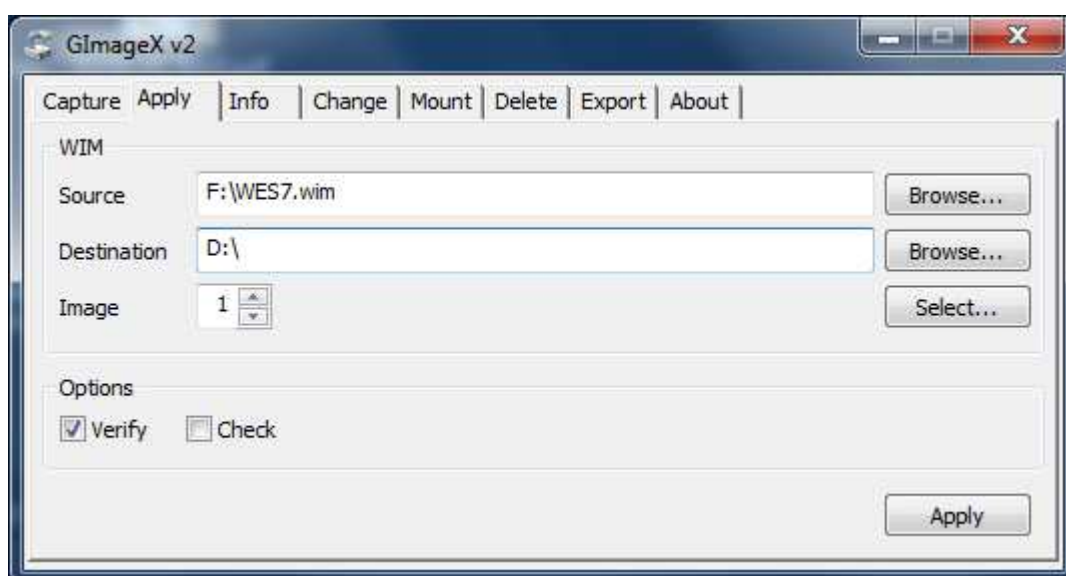 GImageX v2
Capture Apply Info Change Mount Delete Export About
WIM
Source F:\WES7.wim Browse...
Destination D:\ Browse...
Image 1 Select...
Options
Verify Check
Apply